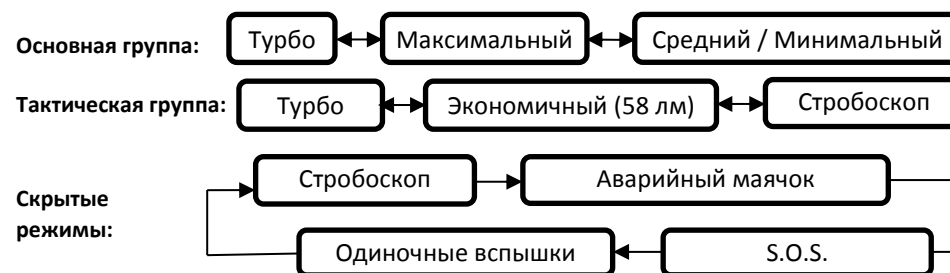 Основная группа: Турбо Максимальный Средний / Минимальный
Тактическая группа: Турбо Экономичный (58 лм) Стробоскоп
Скрытые режимы: Стробоскоп Аварийный маячок
Одиночные вспышки S.O.S.